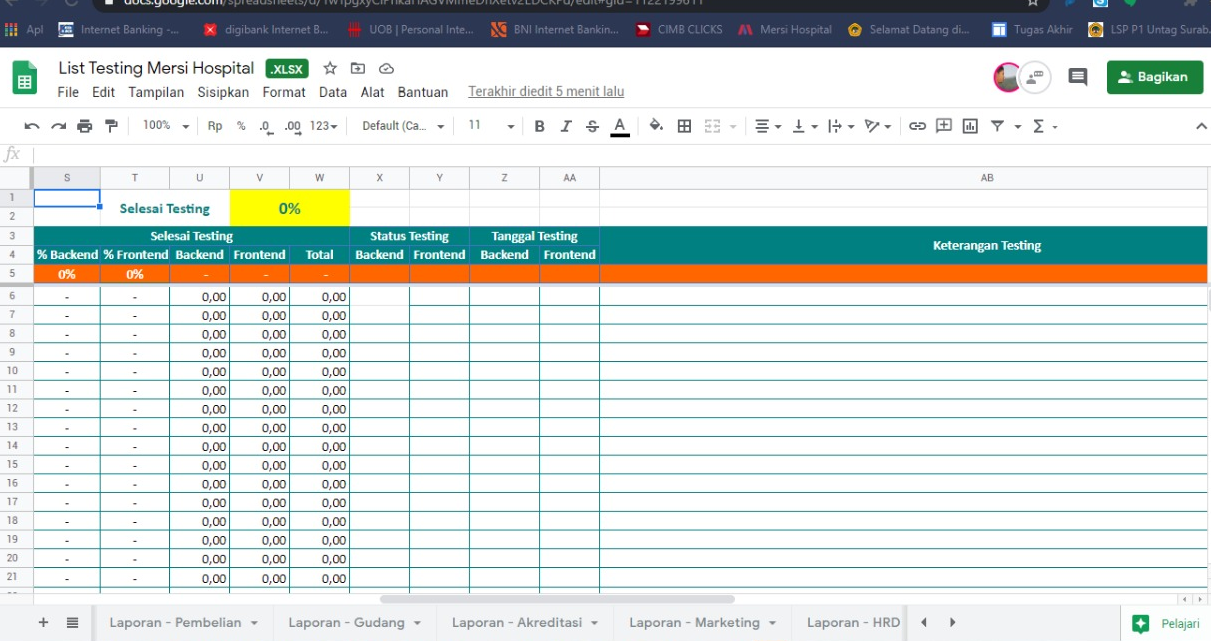 Apl Internet Banking -... digibank Internet B... UOB | Personal Inte... BNI Internet Bankin... CIMB CLICKS Mersi Hospital Selamat Datang di... Tugas Akhir LSP P1 Untag Surab.
List Testing Mersi Hospital .XLSX
Bagikan
File Edit Tampilan Sisipkan Format Data Alat Bantuan Terakhir diedit 5 menit lalu
100% Rp % .0 .00 123 Default (Ca... 11 B I S A Σ
fx
S T U V W X Y Z AA AB
1 Selesai Testing 0%
2
3 Selesai Testing Status Testing Tanggal Testing Keterangan Testing
4 % Backend % Frontend Backend Frontend Total Backend Frontend Backend Frontend
5 0% 0% - - -
6 - - 0,00 0,00 0,00
7 - - 0,00 0,00 0,00
8 - - 0,00 0,00 0,00
9 - - 0,00 0,00 0,00
10 - - 0,00 0,00 0,00
11 - - 0,00 0,00 0,00
12 - - 0,00 0,00 0,00
13 - - 0,00 0,00 0,00
14 - - 0,00 0,00 0,00
15 - - 0,00 0,00 0,00
16 - - 0,00 0,00 0,00
17 - - 0,00 0,00 0,00
18 - - 0,00 0,00 0,00
19 - - 0,00 0,00 0,00
20 - - 0,00 0,00 0,00
21 - - 0,00 0,00 0,00
+ Laporan - Pembelian Laporan - Gudang Laporan - Akreditasi Laporan - Marketing Laporan - HRD Pelajari